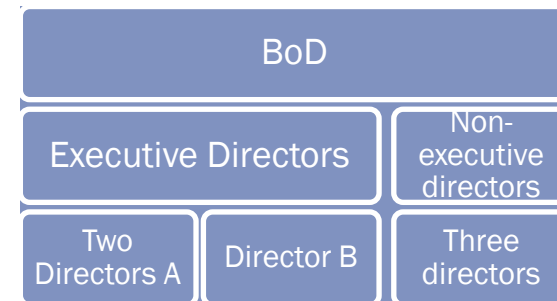 BoD
Executive Directors
Non-
executive
directors
Two
Directors A
Director B
Three
directors